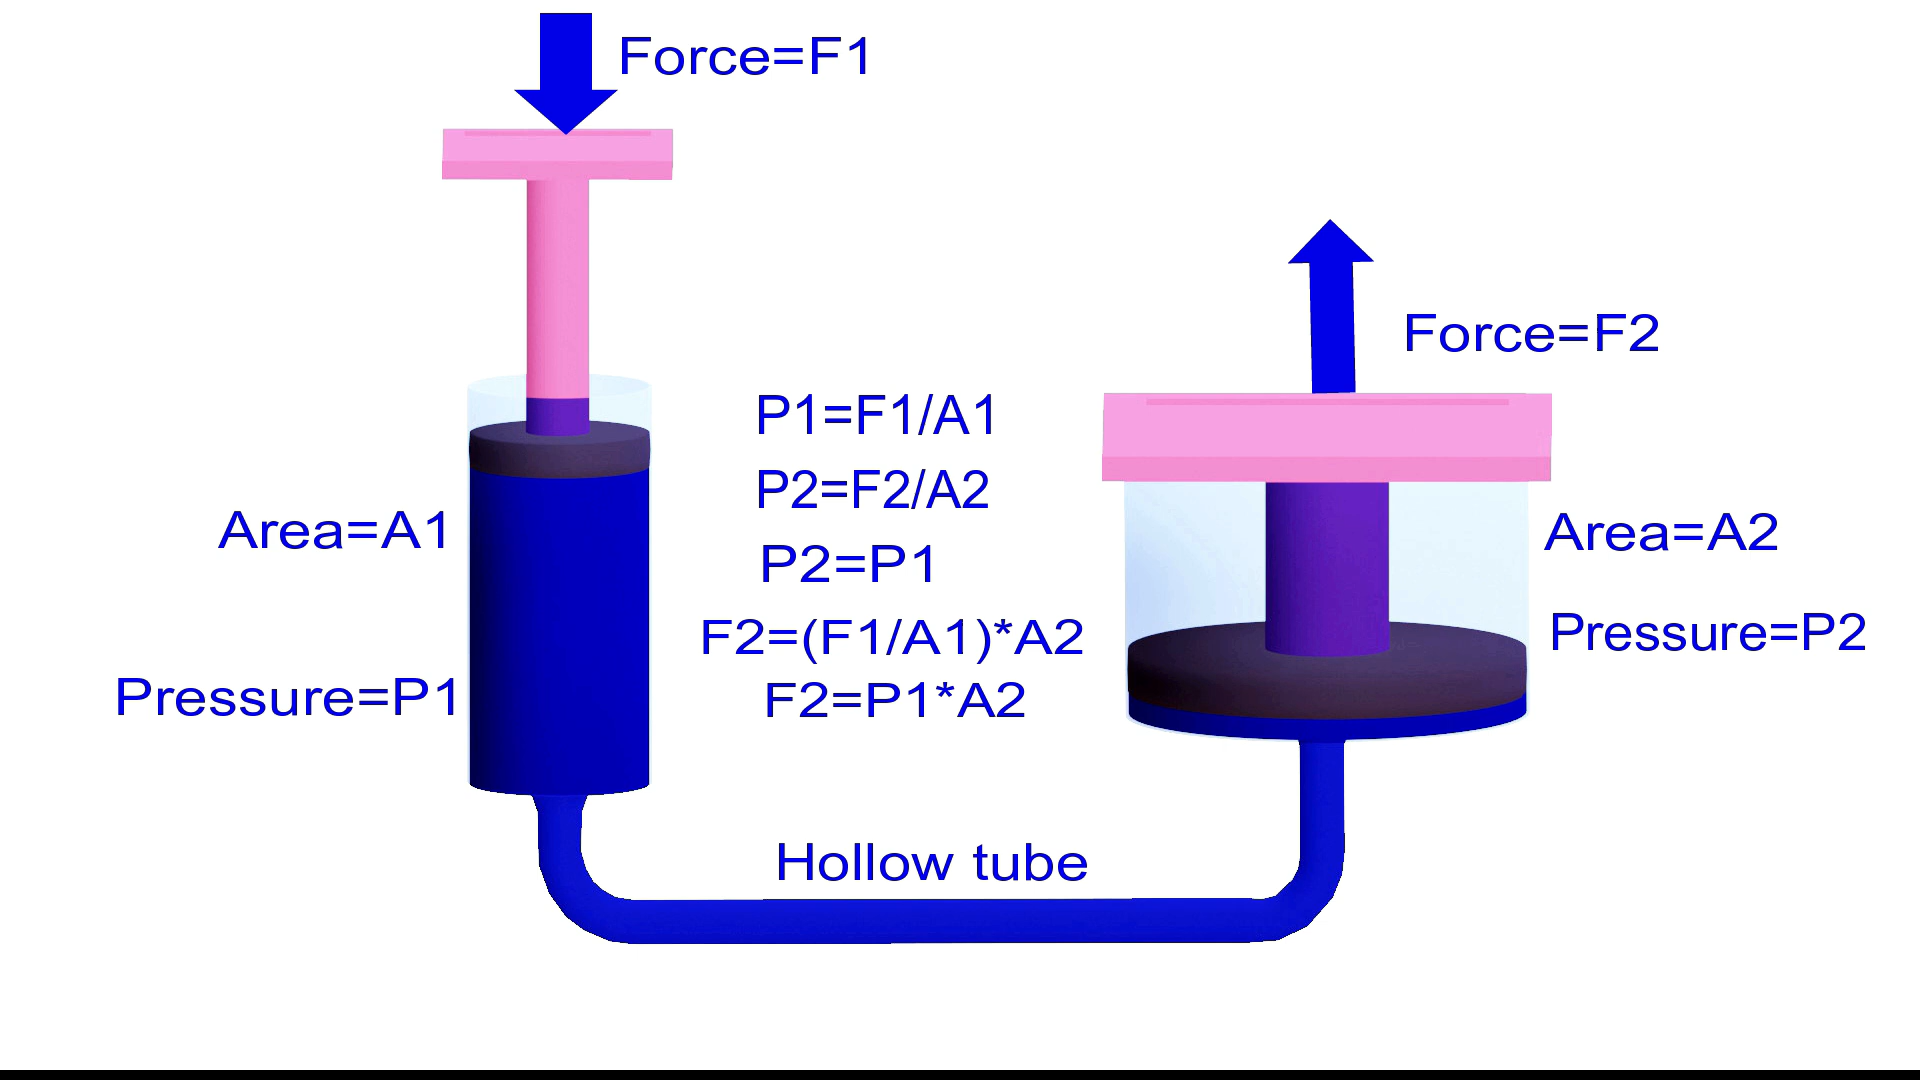 Force=F1
Force=F2
P1=F1/A1
P2=F2/A2
P2=P1
F2=(F1/A1)*A2
F2=P1*A2
Area=A1
Pressure=P1
Area=A2
Pressure=P2
Hollow tube